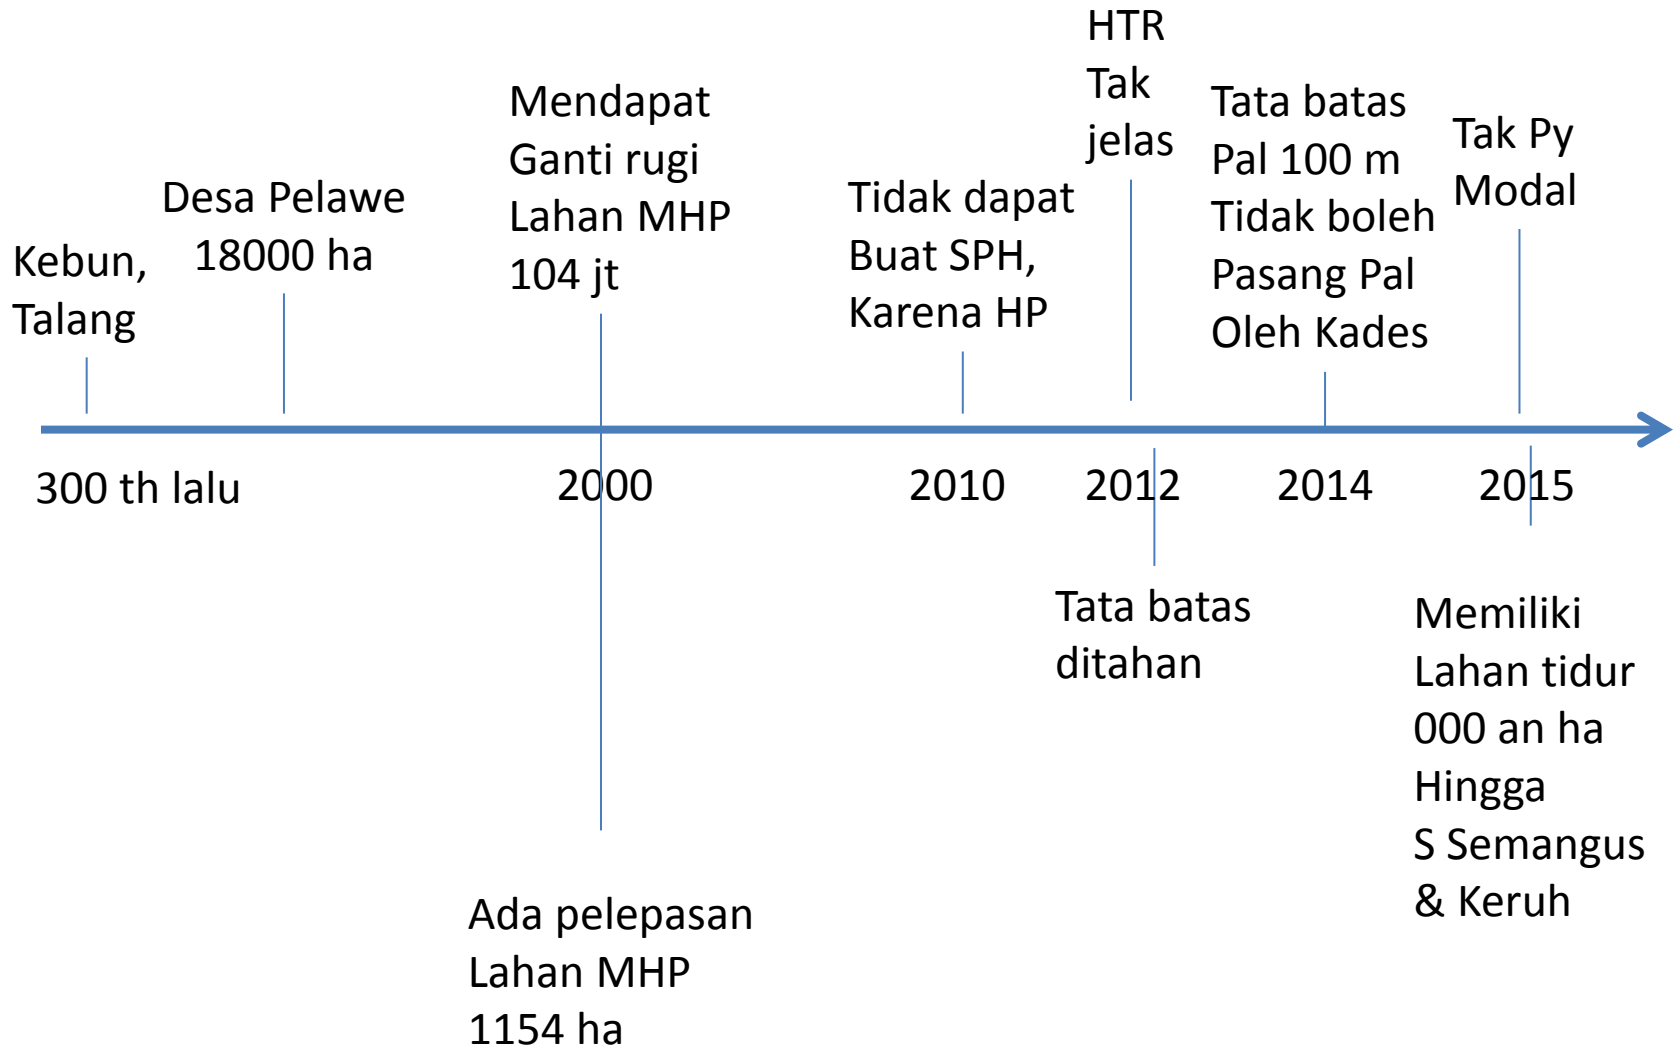 Kebun,
Talang
Desa Pelawe
18000 ha
Mendapat
Ganti rugi
Lahan MHP
104 jt
Tidak dapat
Buat SPH,
Karena HP
HTR
Tak
jelas
Tata batas
Pal 100 m
Tidak boleh
Pasang Pal
Oleh Kades
Tak Py
Modal
300 th lalu
2000
2010
2012
2014
2015
Ada pelepasan
Lahan MHP
1154 ha
Tata batas
ditahan
Memiliki
Lahan tidur
000 an ha
Hingga
S Semangus
& Keruh